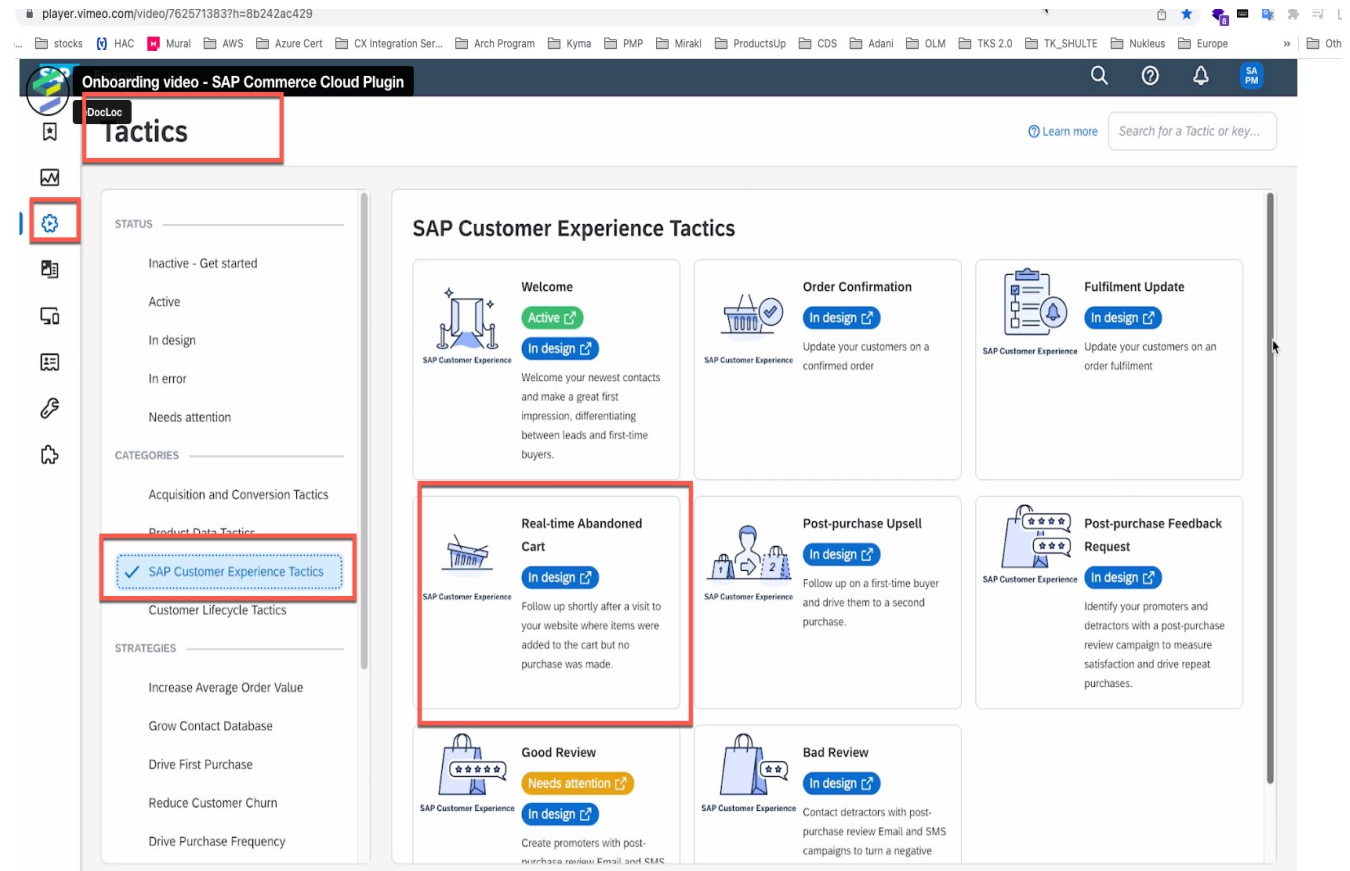 player.vimeo.com/video/762571383?h=8b242ac429
... stocks HAC Mural AWS Azure Cert CX Integration Ser... Arch Program Kyma PMP Mirakl ProductsUp CDS Adani OLM TKS 2.0 TK_SHULTE Nukleus Europe » Oth
Onboarding video - SAP Commerce Cloud Plugin
DocLoc
SA
PM
Tactics
Learn more
Search for a Tactic or key...
STATUS
Inactive - Get started
Active
In design
In error
Needs attention
CATEGORIES
Acquisition and Conversion Tactics
Product Data Tactics
SAP Customer Experience Tactics
Customer Lifecycle Tactics
STRATEGIES
Increase Average Order Value
Grow Contact Database
Drive First Purchase
Reduce Customer Churn
Drive Purchase Frequency
SAP Customer Experience Tactics
SAP Customer Experience
Welcome
Active
In design
Welcome your newest contacts
and make a great first
impression, differentiating
between leads and first-time
buyers.
SAP Customer Experience
Order Confirmation
In design
Update your customers on a
confirmed order
SAP Customer Experience
Fulfilment Update
In design
Update your customers on an
order fulfilment
SAP Customer Experience
Real-time Abandoned
Cart
In design
Follow up shortly after a visit to
your website where items were
added to the cart but no
purchase was made.
1
2
SAP Customer Experience
Post-purchase Upsell
In design
Follow up on a first-time buyer
and drive them to a second
purchase.
SAP Customer Experience
Post-purchase Feedback
Request
In design
Identify your promoters and
detractors with a post-purchase
review campaign to measure
satisfaction and drive repeat
purchases.
SAP Customer Experience
Good Review
Needs attention
In design
Create promoters with post-
purchase review Email and SMS
SAP Customer Experience
Bad Review
In design
Contact detractors with post-
purchase review Email and SMS
campaigns to turn a negative